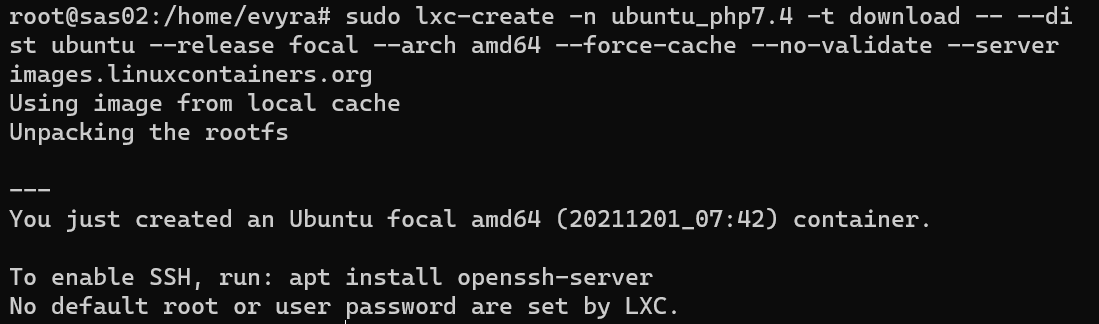 root@sas02:/home/evyra# sudo lxc-create -n ubuntu_php7.4 -t download -- --di
st ubuntu --release focal --arch amd64 --force-cache --no-validate --server
images.linuxcontainers.org
Using image from local cache
Unpacking the rootfs

---
You just created an Ubuntu focal amd64 (20211201_07:42) container.

To enable SSH, run: apt install openssh-server
No default root or user password are set by LXC.